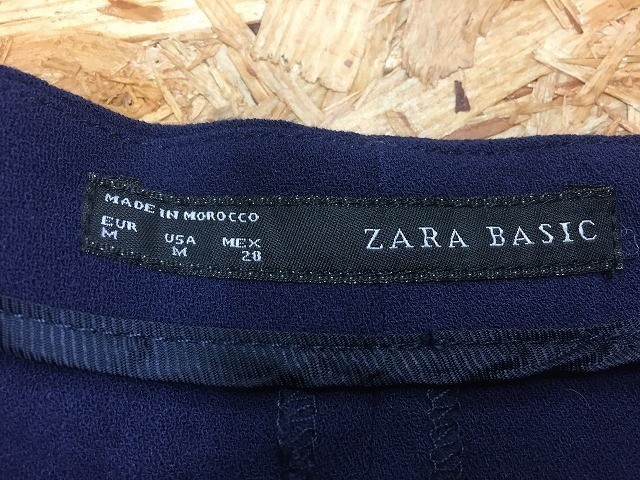 MADE IN MOROCCO
EUR USA MEX
M M 28
ZARA BASIC